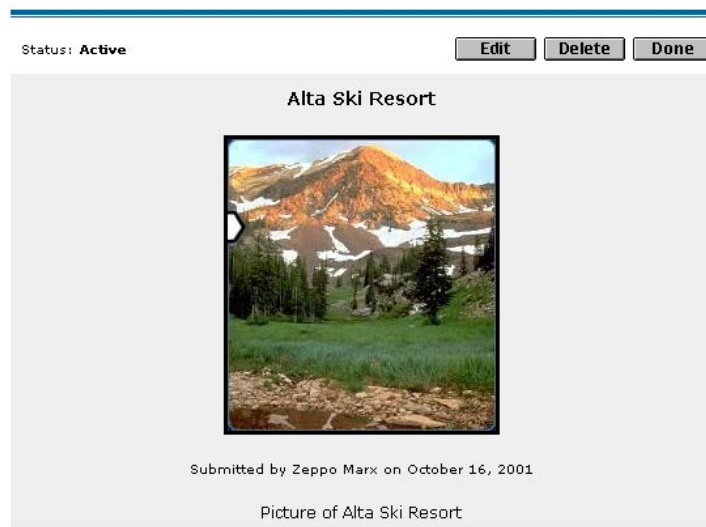 Status: Active
Edit
Delete
Done
Alta Ski Resort
Submitted by Zeppo Marx on October 16, 2001
Picture of Alta Ski Resort